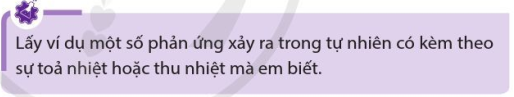 Lấy ví dụ một số phản ứng xảy ra trong tự nhiên có kèm theo
sự toả nhiệt hoặc thu nhiệt mà em biết.